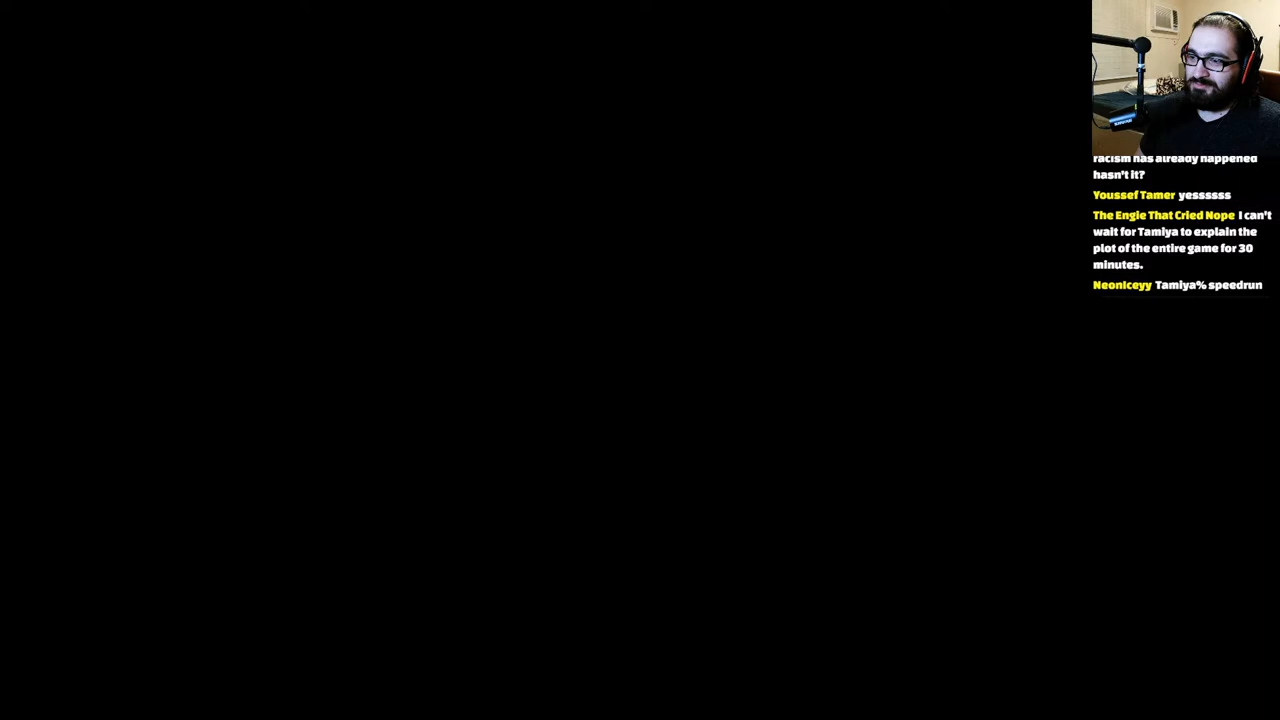 racism has already happened
hasn't it?
Youssef Tamer yessssss
The Engie That Cried Nope I can't
wait for Tamiya to explain the
plot of the entire game for 30
minutes.
NeonIceyy Tamiya% speedrun